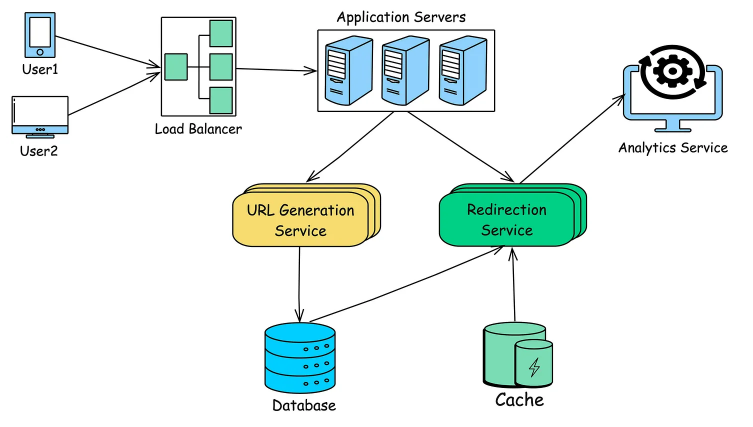 Application Servers
User1
Load Balancer
User2
Analytics Service
URL Generation
Service
Redirection
Service
Database
Cache